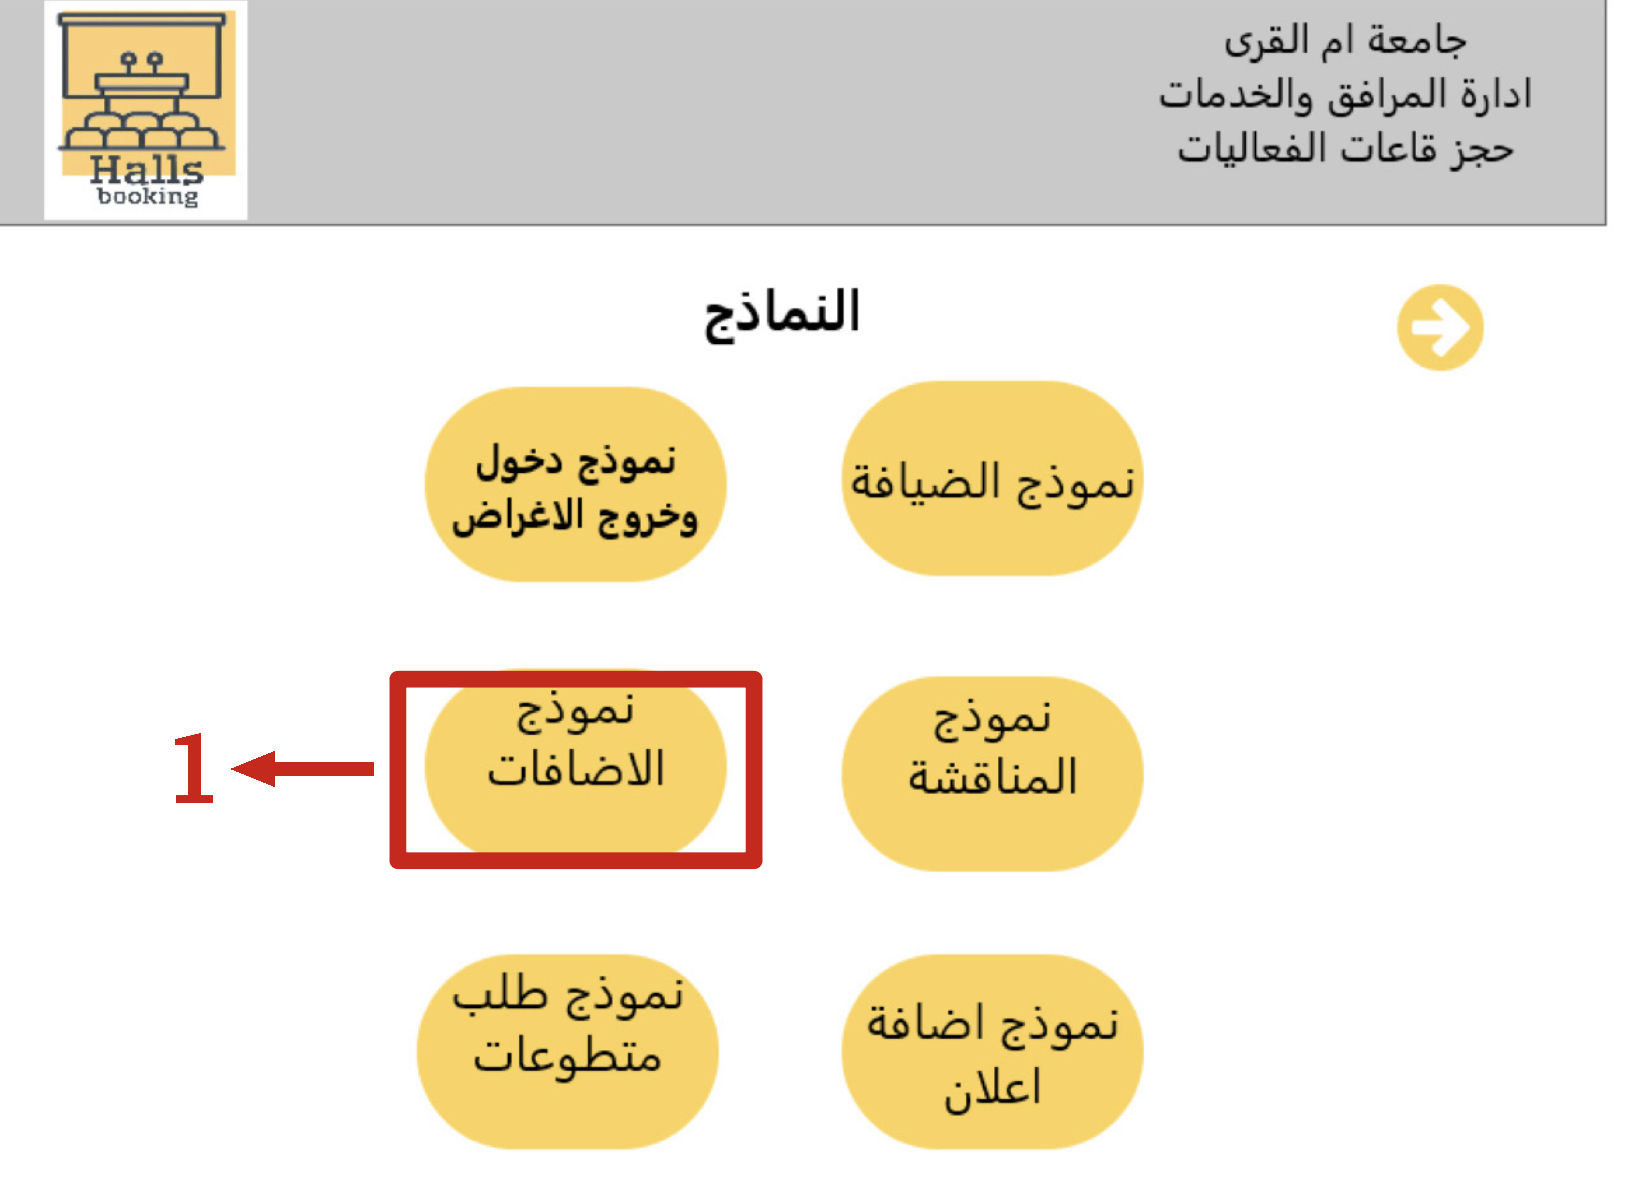 جامعة ام القرى
ادارة المرافق والخدمات
حجز قاعات الفعاليات
Halls
booking
النماذج
نموذج الضيافة
نموذج دخول
وخروج الاغراض
نموذج
المناقشة
نموذج
الاضافات
1
نموذج اضافة
اعلان
نموذج طلب
متطوعات